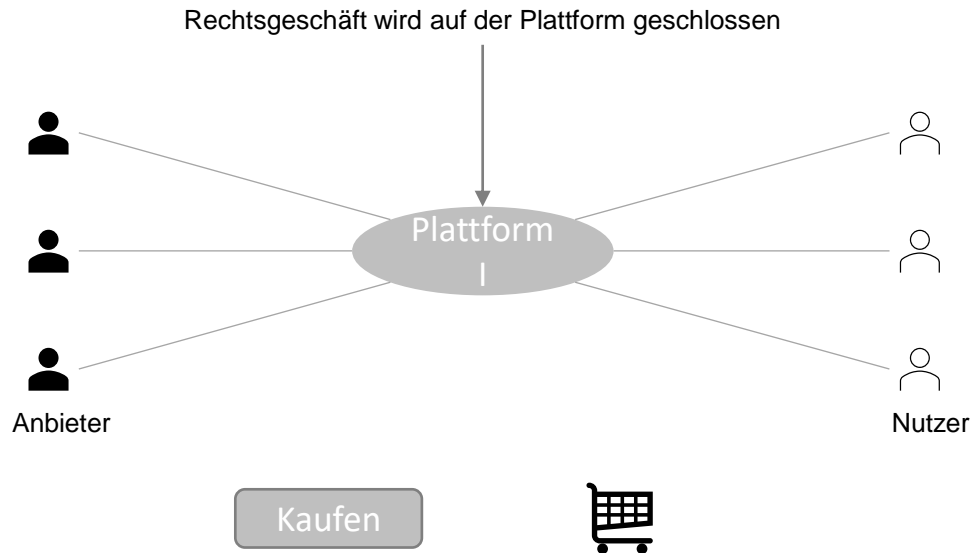 Rechtsgeschäft wird auf der Plattform geschlossen
Plattform
I
Anbieter
Nutzer
Kaufen